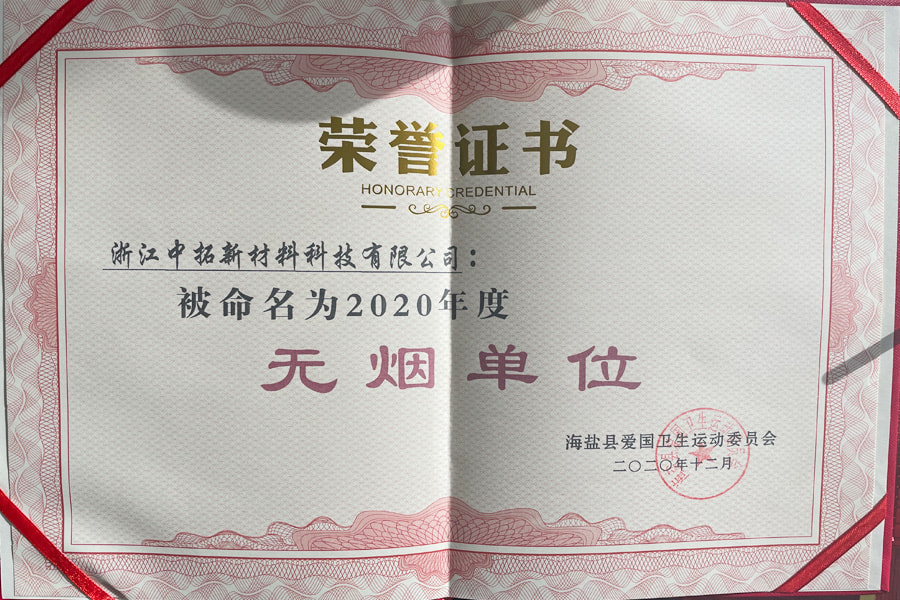 荣誉证书
HONORARY CREDENTIAL
浙江中拓新材料科技有限公司：
被命名为2020年度
无烟单位
海盐县爱国卫生运动委员会
二〇二〇年十二月